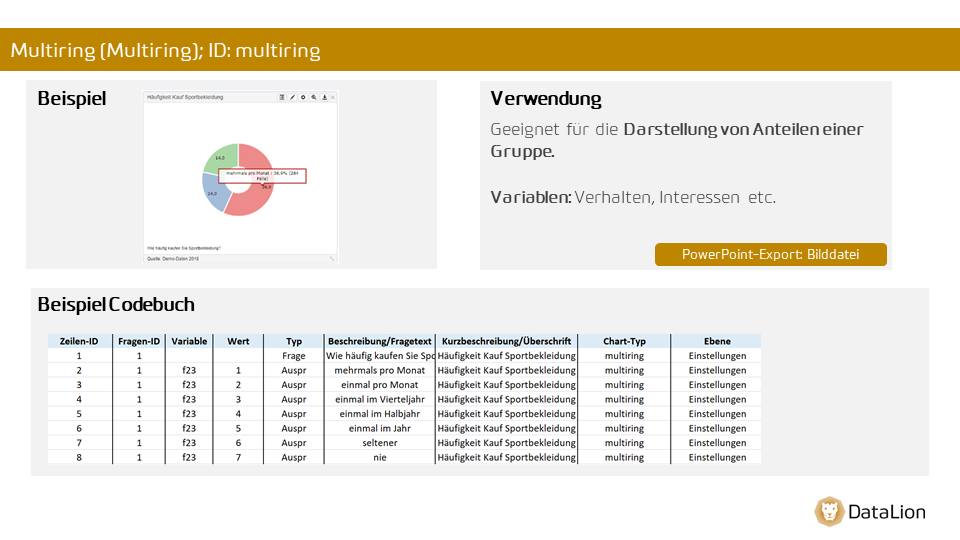 Multiring (Multiring); ID: multiring
Beispiel
Häufigkeit Kauf Sportbekleidung
14,0
mehrmals pro Monat : 36,9% (284
Fälle)
24,0
Wie häufig kaufen Sie Sportbekleidung?
Quelle: Demo-Daten 2018
Verwendung
Geeignet für die Darstellung von Anteilen einer
Gruppe.
Variablen: Verhalten, Interessen etc.
PowerPoint-Export: Bilddatei
Beispiel Codebuch
Zeilen-ID Fragen-ID Variable Wert Typ Beschreibung/Fragetext Kurzbeschreibung/Überschrift Chart-Typ Ebene
1 1 Frage Wie häufig kaufen Sie Spo Häufigkeit Kauf Sportbekleidung multiring Einstellungen
2 1 f23 1 Auspr mehrmals pro Monat Häufigkeit Kauf Sportbekleidung multiring Einstellungen
3 1 f23 2 Auspr einmal pro Monat Häufigkeit Kauf Sportbekleidung multiring Einstellungen
4 1 f23 3 Auspr einmal im Vierteljahr Häufigkeit Kauf Sportbekleidung multiring Einstellungen
5 1 f23 4 Auspr einmal im Halbjahr Häufigkeit Kauf Sportbekleidung multiring Einstellungen
6 1 f23 5 Auspr einmal im Jahr Häufigkeit Kauf Sportbekleidung multiring Einstellungen
7 1 f23 6 Auspr seltener Häufigkeit Kauf Sportbekleidung multiring Einstellungen
8 1 f23 7 Auspr nie Häufigkeit Kauf Sportbekleidung multiring Einstellungen
DataLion